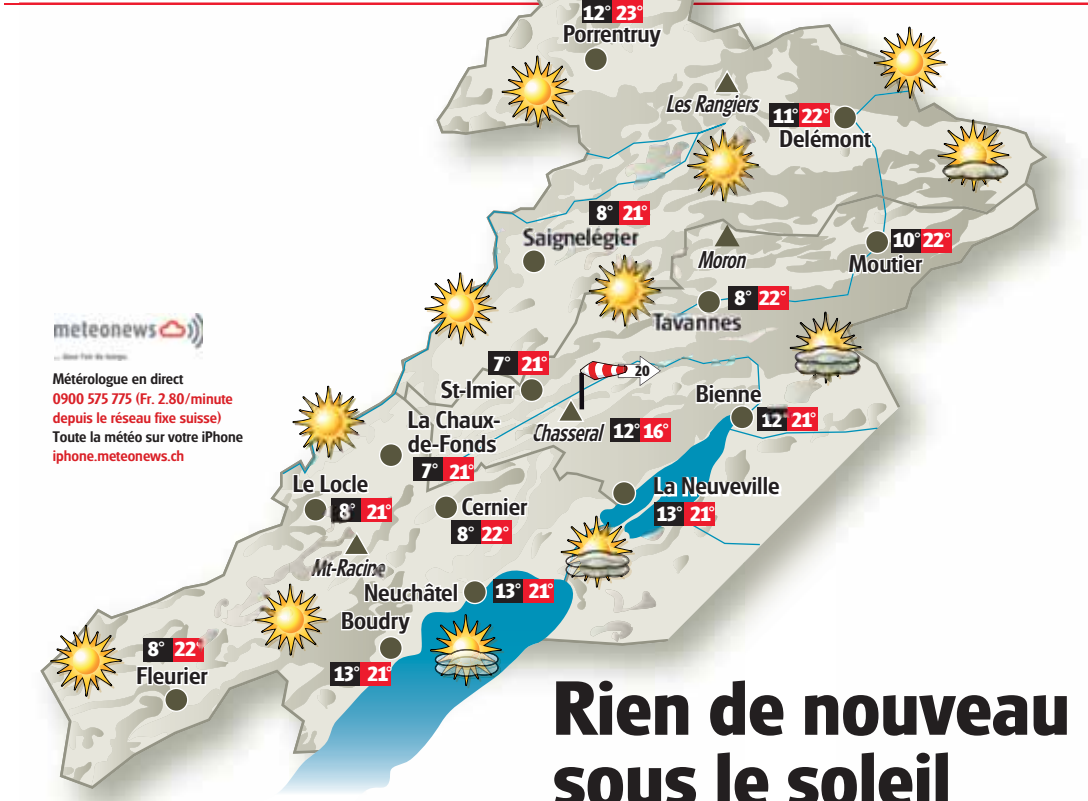 12° 23°
Porrentruy
Les Rangiers
11° 22°
Delémont
8° 21°
Saignelégier
Moron
10° 22°
Moutier
8° 22°
Tavannes
meteonews
Métérologue en direct
0900 575 775 (Fr. 2.80/minute
depuis le réseau fixe suisse)
Toute la météo sur votre iPhone
iphone.meteonews.ch
7° 21°
St-Imier
20
Chasseral 12° 16°
Bienne
12° 21°
La Chaux-
de-Fonds
7° 21°
Le Locle
8° 21°
Cernier
8° 22°
La Neuveville
13° 21°
Mt-Racine
Neuchâtel 13° 21°
Boudry
13° 21°
8° 22°
Fleurier
Rien de nouveau
sous le soleil